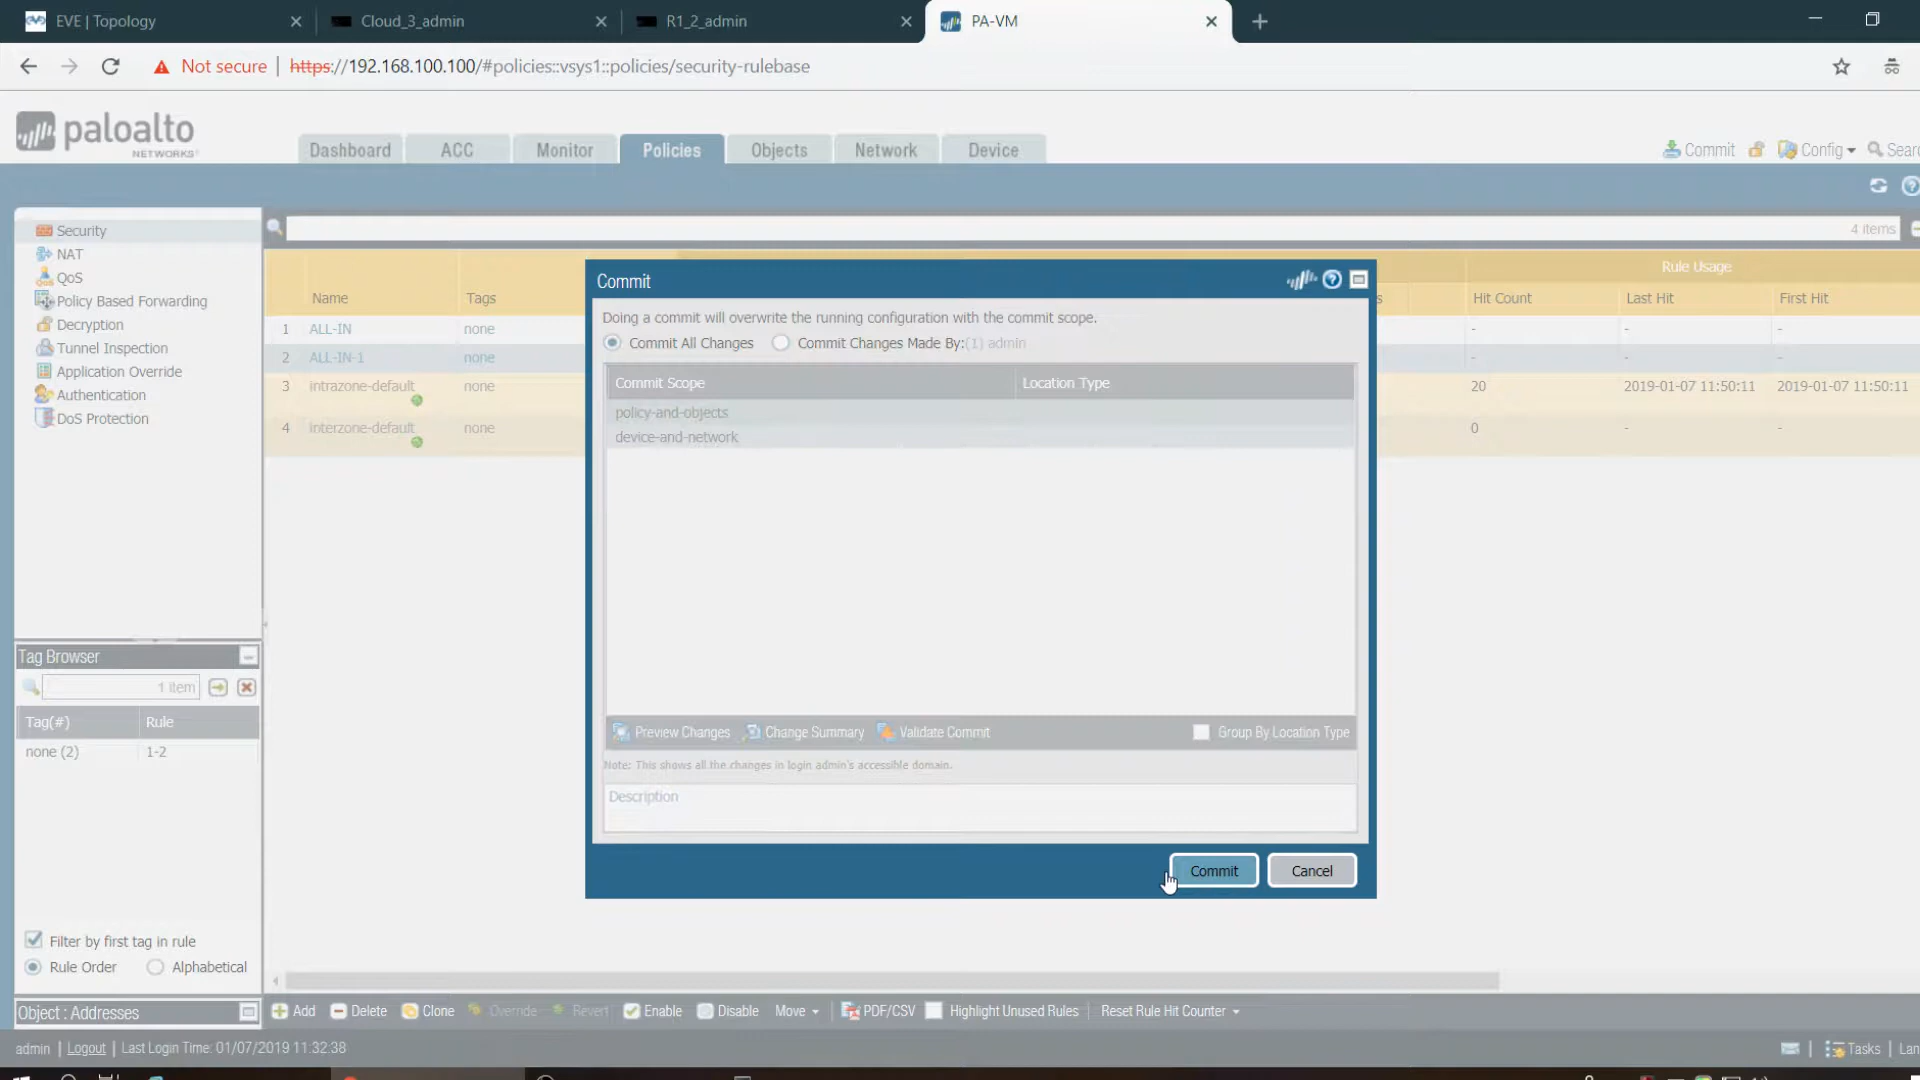 EVE | Topology
Cloud_3_admin
R1_2_admin
PA-VM
Not secure | https://192.168.100.100/#policies::vsys1::policies/security-rulebase
paloalto
NETWORKS
Dashboard
ACC
Monitor
Policies
Objects
Network
Device
Commit
Config
Sear
4 items
Security
NAT
QoS
Policy Based Forwarding
Decryption
Tunnel Inspection
Application Override
Authentication
DoS Protection
Rule Usage
Name Tags Hit Count Last Hit First Hit
1 ALL-IN none - - -
2 ALL-IN-1 none - - -
3 intrazone-default none 20 2019-01-07 11:50:11 2019-01-07 11:50:11
4 interzone-default none 0 - -
Commit
Doing a commit will overwrite the running configuration with the commit scope.
Commit All Changes
Commit Changes Made By:(1) admin
Commit Scope
Location Type
policy-and-objects
device-and-network
Preview Changes
Change Summary
Validate Commit
Group By Location Type
Note: This shows all the changes in login admin's accessible domain.
Description
Commit
Cancel
Tag Browser
1 item
Tag(#) Rule
none (2) 1-2
Filter by first tag in rule
Rule Order
Alphabetical
Object : Addresses
Add
Delete
Clone
Override
Revert
Enable
Disable
Move
PDF/CSV
Highlight Unused Rules
Reset Rule Hit Counter
admin | Logout | Last Login Time: 01/07/2019 11:32:38
Tasks | Lan